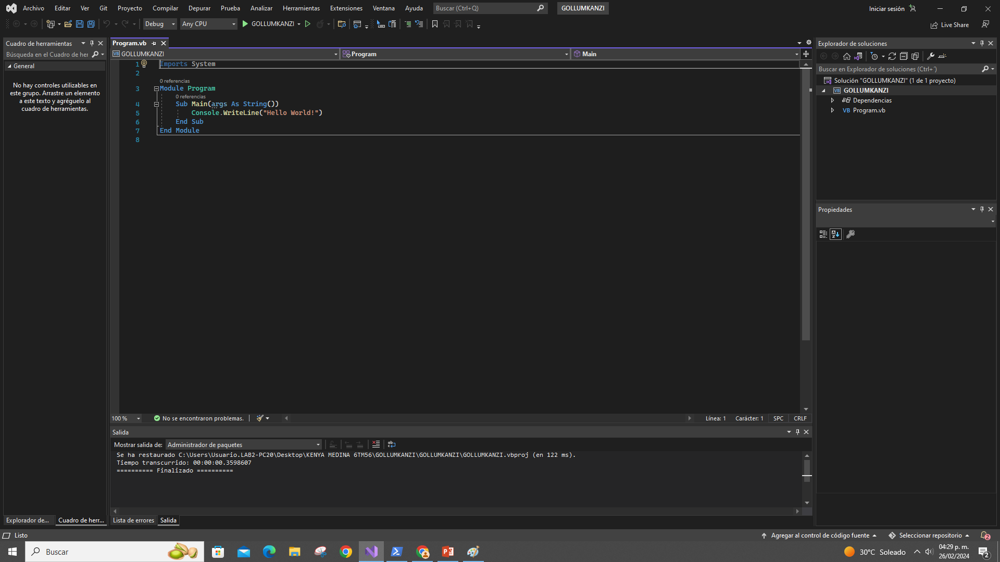 Archivo Editar Ver Git Proyecto Compilar Depurar Prueba Analizar Herramientas Extensiones Ventana Ayuda Buscar (Ctrl+Q) GOLLUMKANZI Iniciar sesión
Debug Any CPU GOLLUMKANZI Live Share
Cuadro de herramientas
Búsqueda en el Cuadro de her
General
No hay controles utilizables en
este grupo. Arrastre un elemento
a este texto y agréguelo al
cuadro de herramientas.
Explorador de... Cuadro de herr...
Program.vb
VB GOLLUMKANZI Program Main
1 Imports System
2
0 referencias
3 Module Program
0 referencias
4 Sub Main(args As String())
5 Console.WriteLine("Hello World!")
6 End Sub
7 End Module
8
100 % No se encontraron problemas. Línea: 1 Carácter: 1 SPC CRLF
Salida
Mostrar salida de: Administrador de paquetes
Se ha restaurado C:\Users\Usuario.LAB2-PC20\Desktop\KENYA MEDINA 6TM56\GOLLUMKANZI\GOLLUMKANZI\GOLLUMKANZI.vbproj (en 122 ms).
Tiempo transcurrido: 00:00:00.3598607
========== Finalizado ==========
Lista de errores Salida
Explorador de soluciones
Buscar en Explorador de soluciones (Ctrl+´)
Solución "GOLLUMKANZI" (1 de 1 proyecto)
VB GOLLUMKANZI
Dependencias
VB Program.vb
Propiedades
Listo Agregar al control de código fuente Seleccionar repositorio 2
Buscar 30°C Soleado 04:29 p. m.
26/02/2024 2